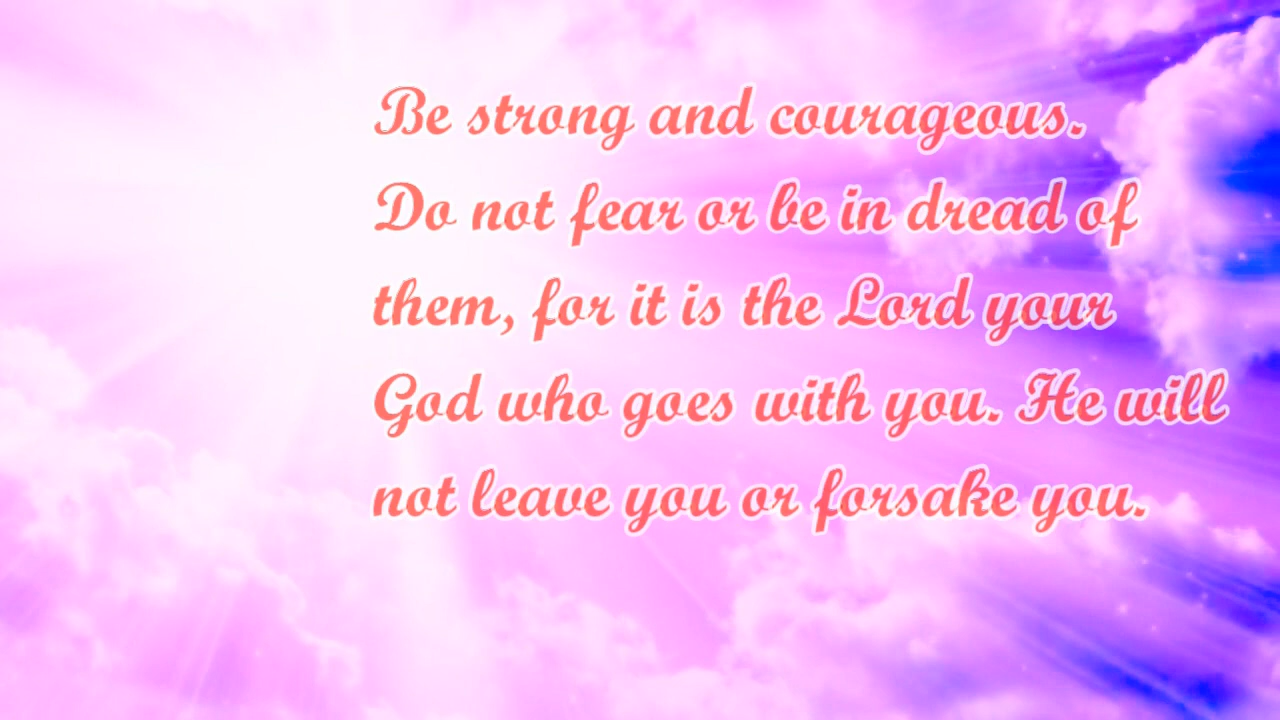 Be strong and courageous.
Do not fear or be in dread of
them, for it is the Lord your
God who goes with you. He will
not leave you or forsake you.